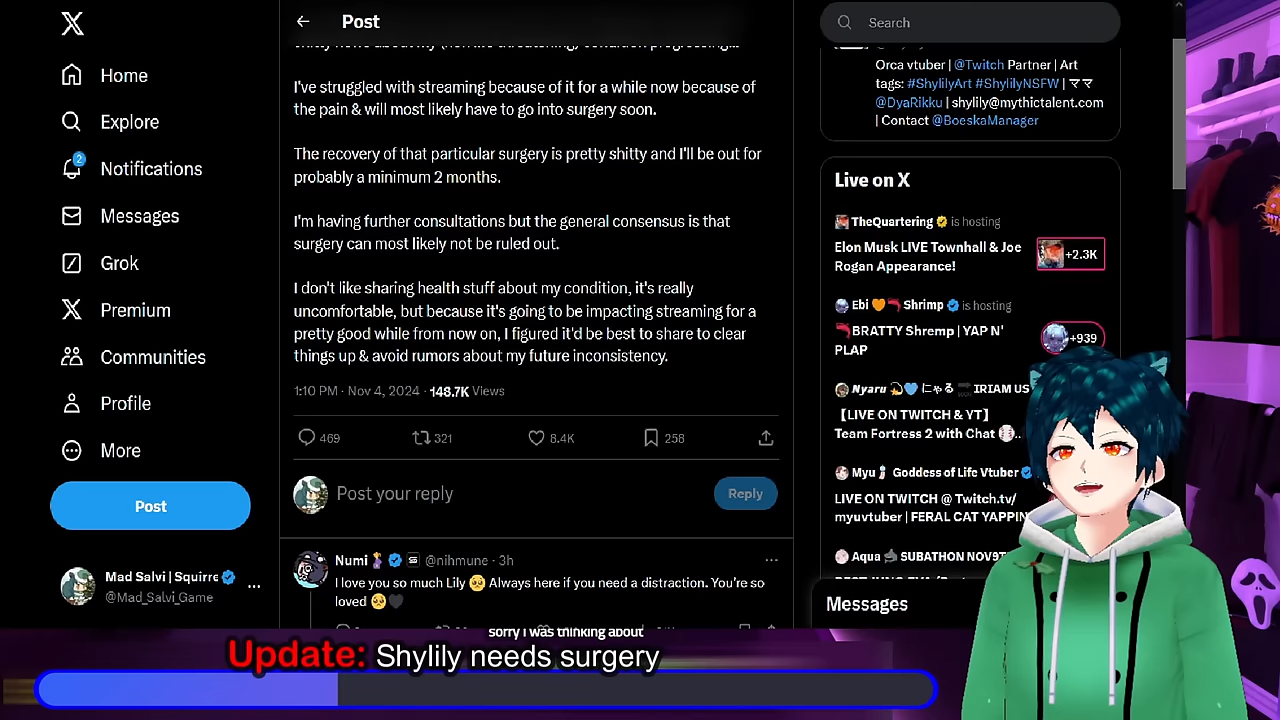 Post
Search
Home
Explore
2
Notifications
Messages
Grok
Premium
Communities
Profile
More
Post
Mad Salvi | Squirre
@Mad_Salvi_Game
I've struggled with streaming because of it for a while now because of
the pain & will most likely have to go into surgery soon.
The recovery of that particular surgery is pretty shitty and I'll be out for
probably a minimum 2 months.
I'm having further consultations but the general consensus is that
surgery can most likely not be ruled out.
I don't like sharing health stuff about my condition, it's really
uncomfortable, but because it's going to be impacting streaming for a
pretty good while from now on, I figured it'd be best to share to clear
things up & avoid rumors about my future inconsistency.
1:10 PM · Nov 4, 2024 · 148.7K Views
469 321 8.4K 258
Post your reply
Reply
Numi @nihmune · 3h
I love you so much Lily 🥺 Always here if you need a distraction. You're so
loved 🥺🖤
Orca vtuber | @Twitch Partner | Art
tags: #ShylilyArt #ShylilyNSFW | ママ
@DyaRikku | shylily@mythictalent.com
| Contact @BoeskaManager
Live on X
TheQuartering is hosting
Elon Musk LIVE Townhall & Joe
Rogan Appearance!
+2.3K
Ebi 🧡🦐 Shrimp is hosting
🦐BRATTY Shremp | YAP N'
PLAP
+939
Nyaru 💫💙 にゃる 🔜 IRIAM US
【LIVE ON TWITCH & YT】
Team Fortress 2 with Chat ⚾..
Myu Goddess of Life Vtuber
LIVE ON TWITCH @ Twitch.tv/
myuvtuber | FERAL CAT YAPPIN
Aqua 🦈 SUBATHON NOV9T
Messages
sorry i was thinking about
Update: Shylily needs surgery